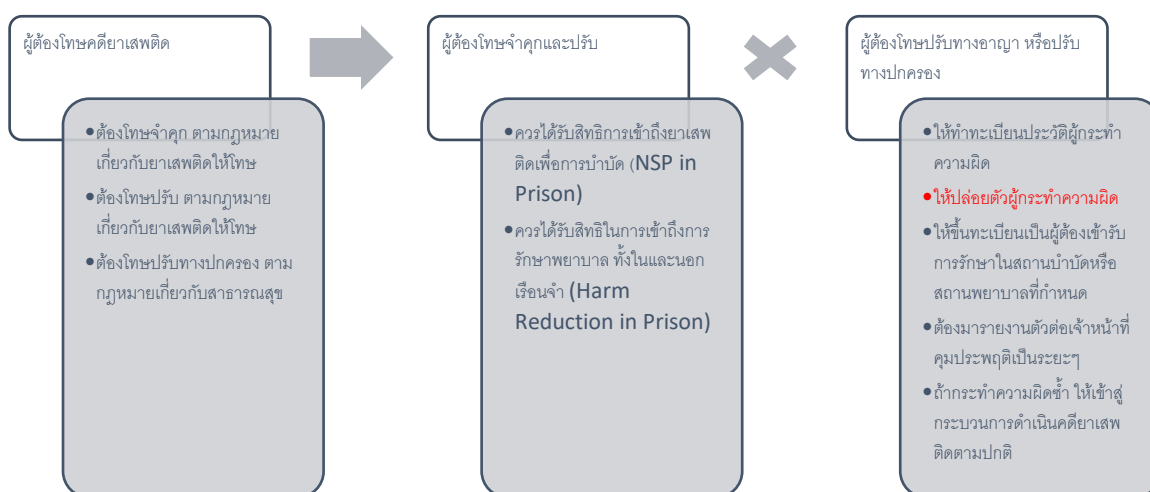 ผู้ต้องโทษคดียาเสพติด
•ต้องโทษจำคุก ตามกฎหมาย
เกี่ยวกับยาเสพติดให้โทษ
•ต้องโทษปรับ ตามกฎหมาย
เกี่ยวกับยาเสพติดให้โทษ
•ต้องโทษปรับทางปกครอง ตาม
กฎหมายเกี่ยวกับสาธารณสุข
ผู้ต้องโทษจำคุกและปรับ
•ควรได้รับสิทธิการเข้าถึงยาเสพ
ติดเพื่อการบำบัด (NSP in
Prison)
•ควรได้รับสิทธิในการเข้าถึงการ
รักษาพยาบาล ทั้งในและนอก
เรือนจำ (Harm
Reduction in Prison)
ผู้ต้องโทษปรับทางอาญา หรือปรับ
ทางปกครอง
•ให้ทำทะเบียนประวัติผู้กระทำ
ความผิด
•ให้ปล่อยตัวผู้กระทำความผิด
•ให้ขึ้นทะเบียนเป็นผู้ต้องเข้ารับ
การรักษาในสถานบำบัดหรือ
สถานพยาบาลที่กำหนด
•ต้องมารายงานตัวต่อเจ้าหน้าที่
คุมประพฤติเป็นระยะๆ
•ถ้ากระทำความผิดซ้ำ ให้เข้าสู่
กระบวนการดำเนินคดียาเสพ
ติดตามปกติ